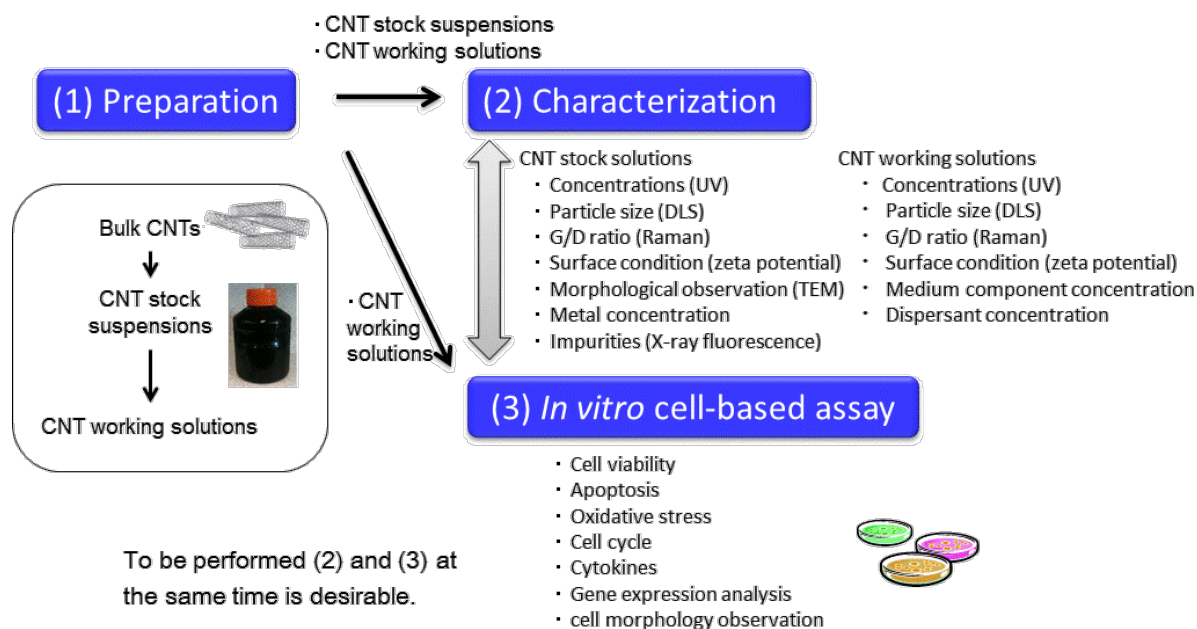 · CNT stock suspensions
· CNT working solutions
(1) Preparation
(2) Characterization
Bulk CNTs
CNT stock
suspensions
CNT working solutions
· CNT
working
solutions
CNT stock solutions
· Concentrations (UV)
· Particle size (DLS)
· G/D ratio (Raman)
· Surface condition (zeta potential)
· Morphological observation (TEM)
· Metal concentration
· Impurities (X-ray fluorescence)
CNT working solutions
· Concentrations (UV)
· Particle size (DLS)
· G/D ratio (Raman)
· Surface condition (zeta potential)
· Medium component concentration
· Dispersant concentration
(3) In vitro cell-based assay
· Cell viability
· Apoptosis
· Oxidative stress
· Cell cycle
· Cytokines
· Gene expression analysis
· cell morphology observation
To be performed (2) and (3) at
the same time is desirable.